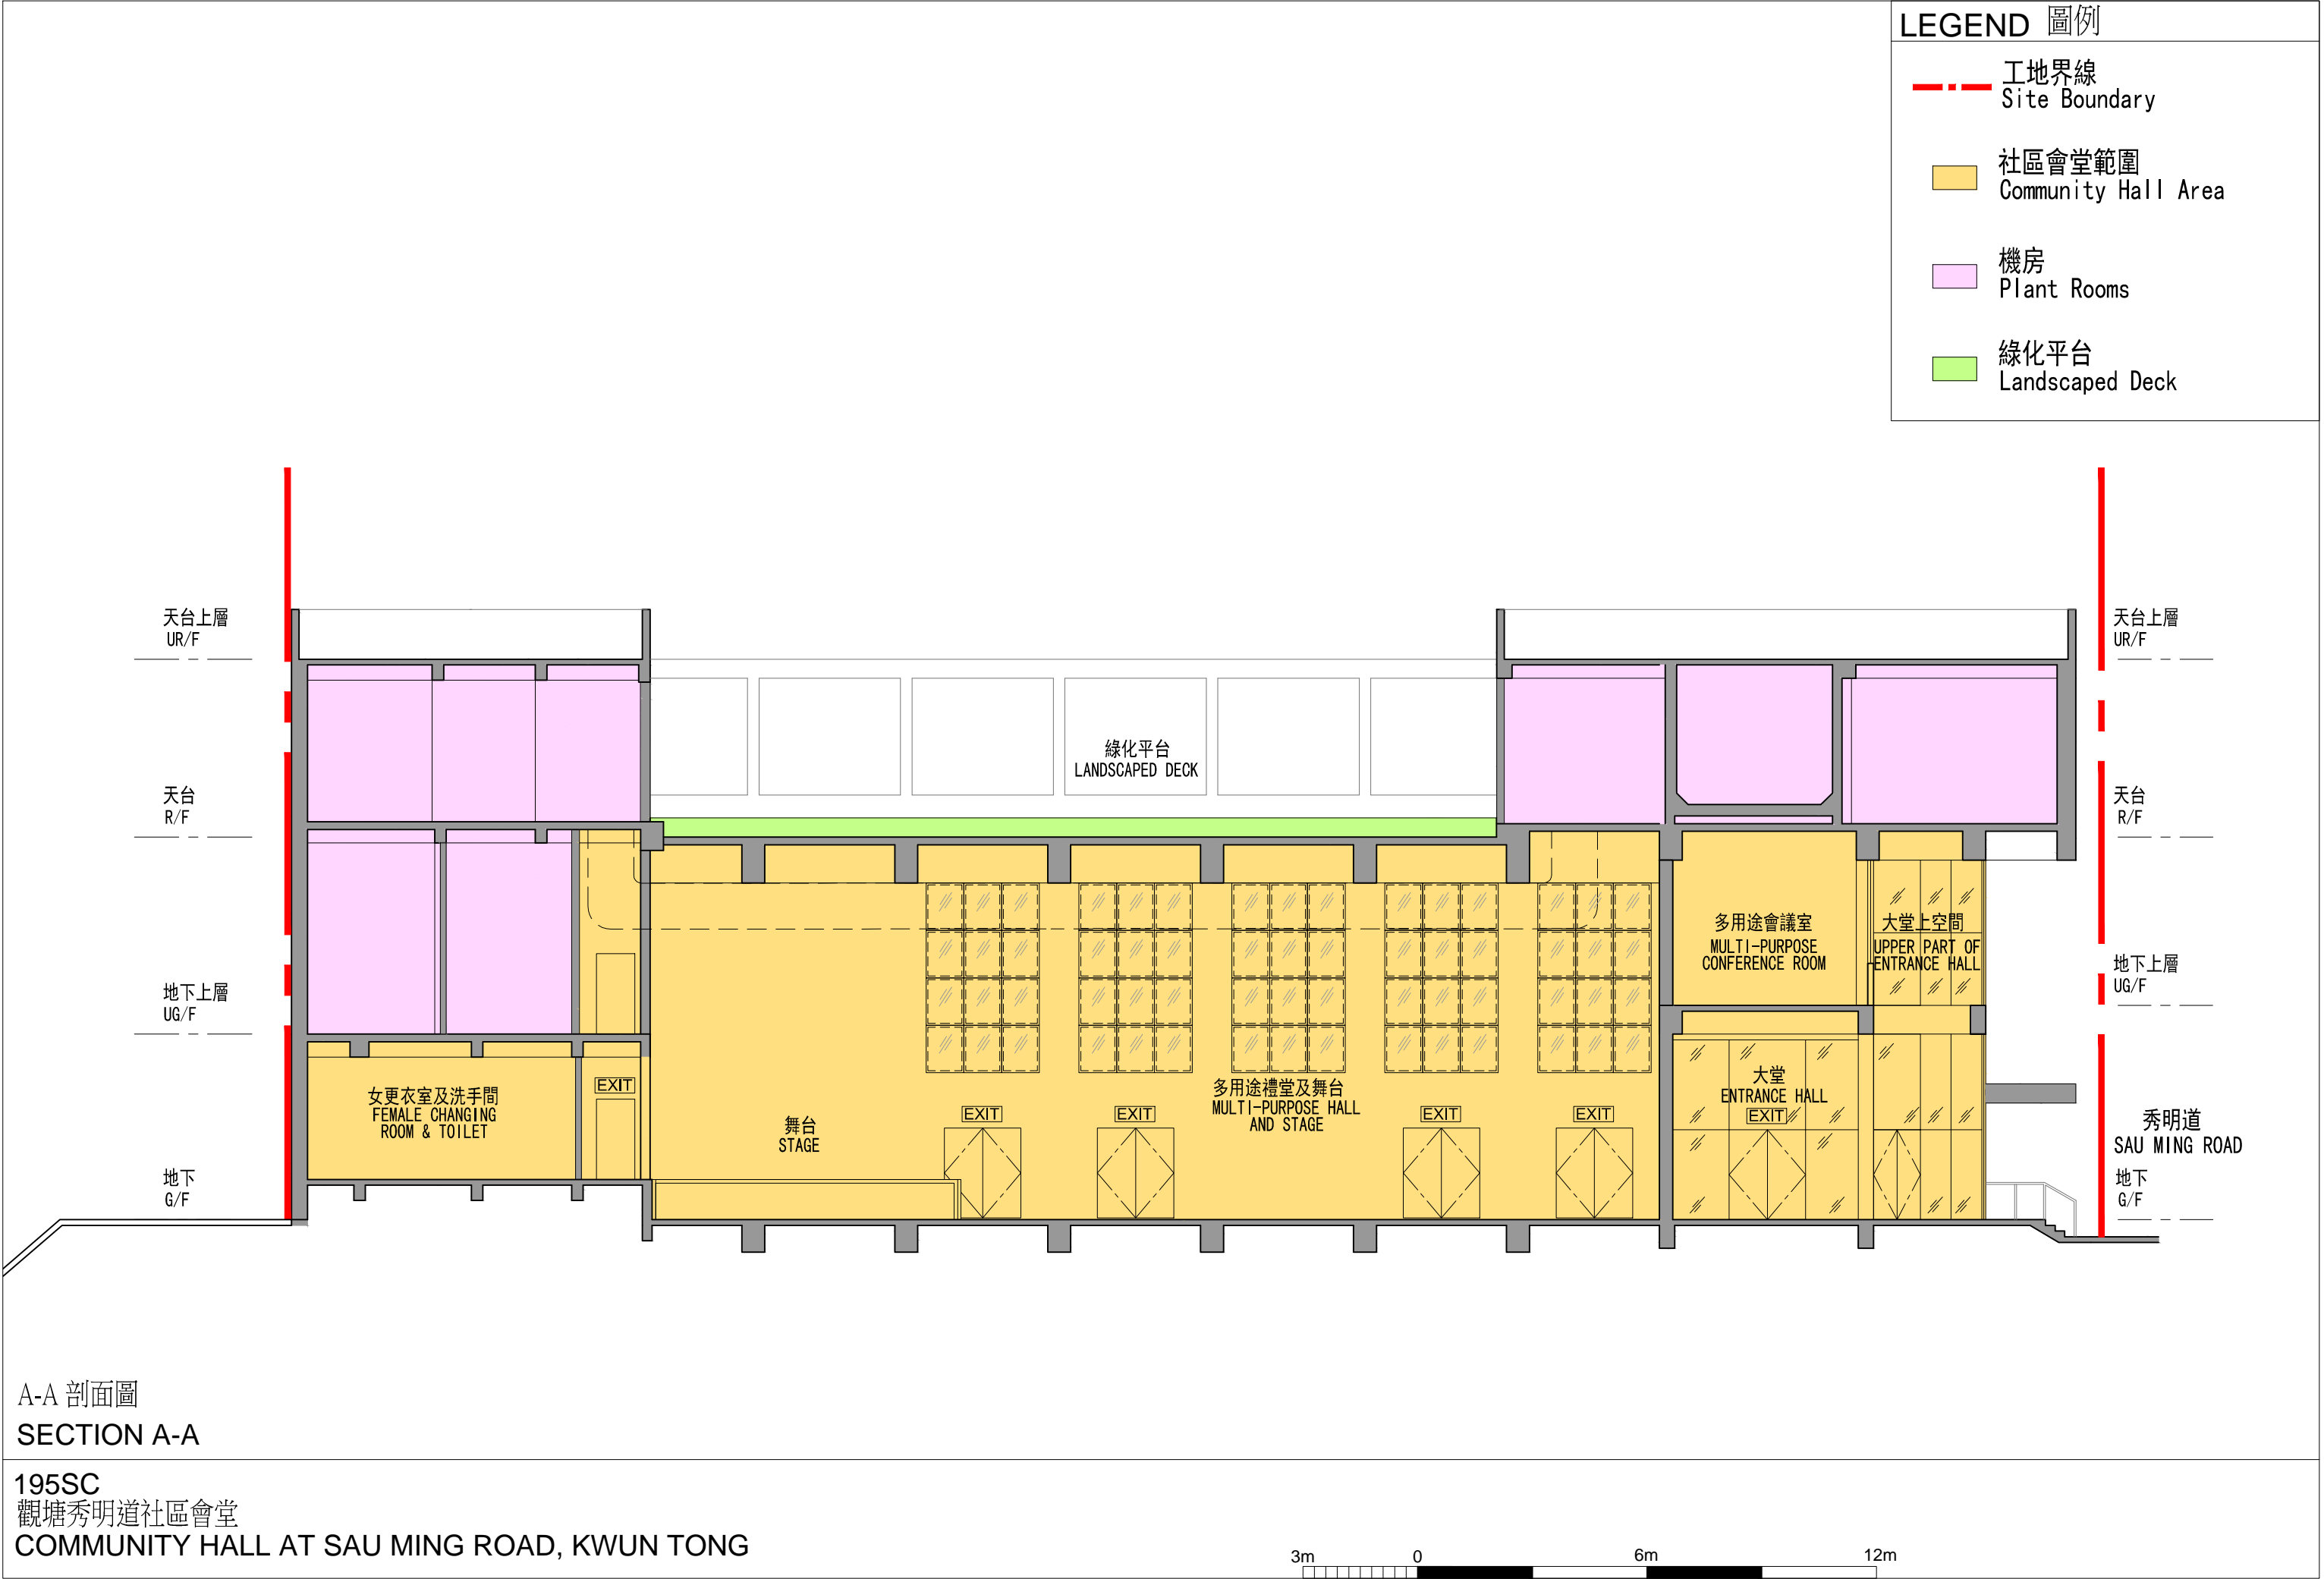 LEGEND 圖例
工地界線
Site Boundary
社區會堂範圍
Community Hall Area
機房
Plant Rooms
綠化平台
Landscaped Deck
天台上層
UR/F
天台上層
UR/F
綠化平台
LANDSCAPED DECK
天台
R/F
天台
R/F
多用途會議室
MULTI-PURPOSE
CONFERENCE ROOM
大堂上空間
UPPER PART OF
ENTRANCE HALL
地下上層
UG/F
地下上層
UG/F
女更衣室及洗手間
FEMALE CHANGING
ROOM & TOILET
EXIT
舞台
STAGE
EXIT
EXIT
多用途禮堂及舞台
MULTI-PURPOSE HALL
AND STAGE
EXIT
EXIT
大堂
ENTRANCE HALL
EXIT
秀明道
SAU MING ROAD
地下
G/F
地下
G/F
A-A 剖面圖
SECTION A-A
195SC
觀塘秀明道社區會堂
COMMUNITY HALL AT SAU MING ROAD, KWUN TONG
3m 0 6m 12m